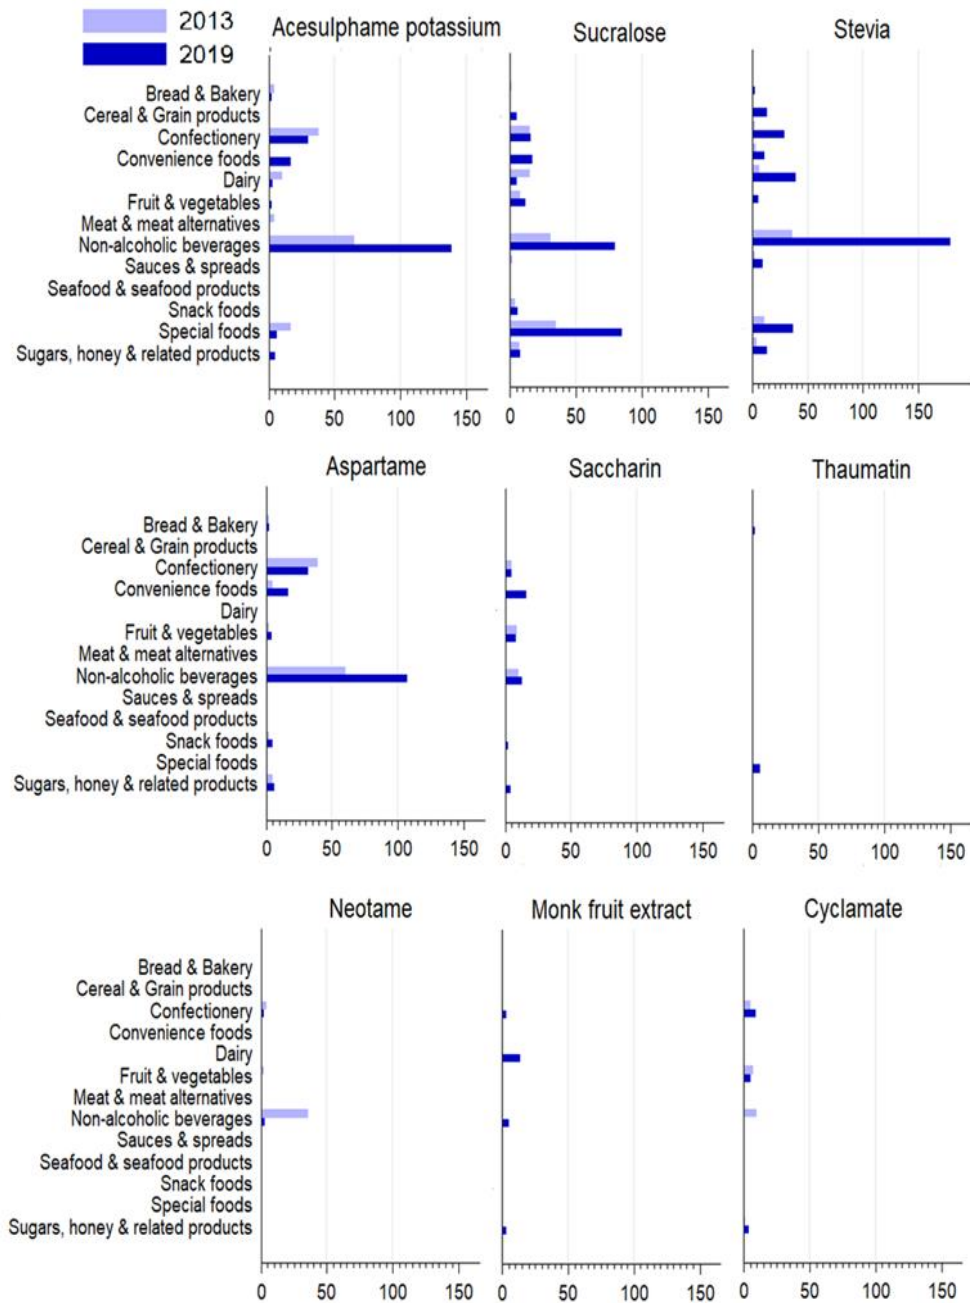 2013
2019
Acesulphame potassium
Sucralose
Stevia
Bread & Bakery
Cereal & Grain products
Confectionery
Convenience foods
Dairy
Fruit & vegetables
Meat & meat alternatives
Non-alcoholic beverages
Sauces & spreads
Seafood & seafood products
Snack foods
Special foods
Sugars, honey & related products
0 50 100 150
0 50 100 150
0 50 100 150
Aspartame
Saccharin
Thaumatin
Bread & Bakery
Cereal & Grain products
Confectionery
Convenience foods
Dairy
Fruit & vegetables
Meat & meat alternatives
Non-alcoholic beverages
Sauces & spreads
Seafood & seafood products
Snack foods
Special foods
Sugars, honey & related products
0 50 100 150
0 50 100 150
0 50 100 150
Neotame
Monk fruit extract
Cyclamate
Bread & Bakery
Cereal & Grain products
Confectionery
Convenience foods
Dairy
Fruit & vegetables
Meat & meat alternatives
Non-alcoholic beverages
Sauces & spreads
Seafood & seafood products
Snack foods
Special foods
Sugars, honey & related products
0 50 100 150
0 50 100 150
0 50 100 150